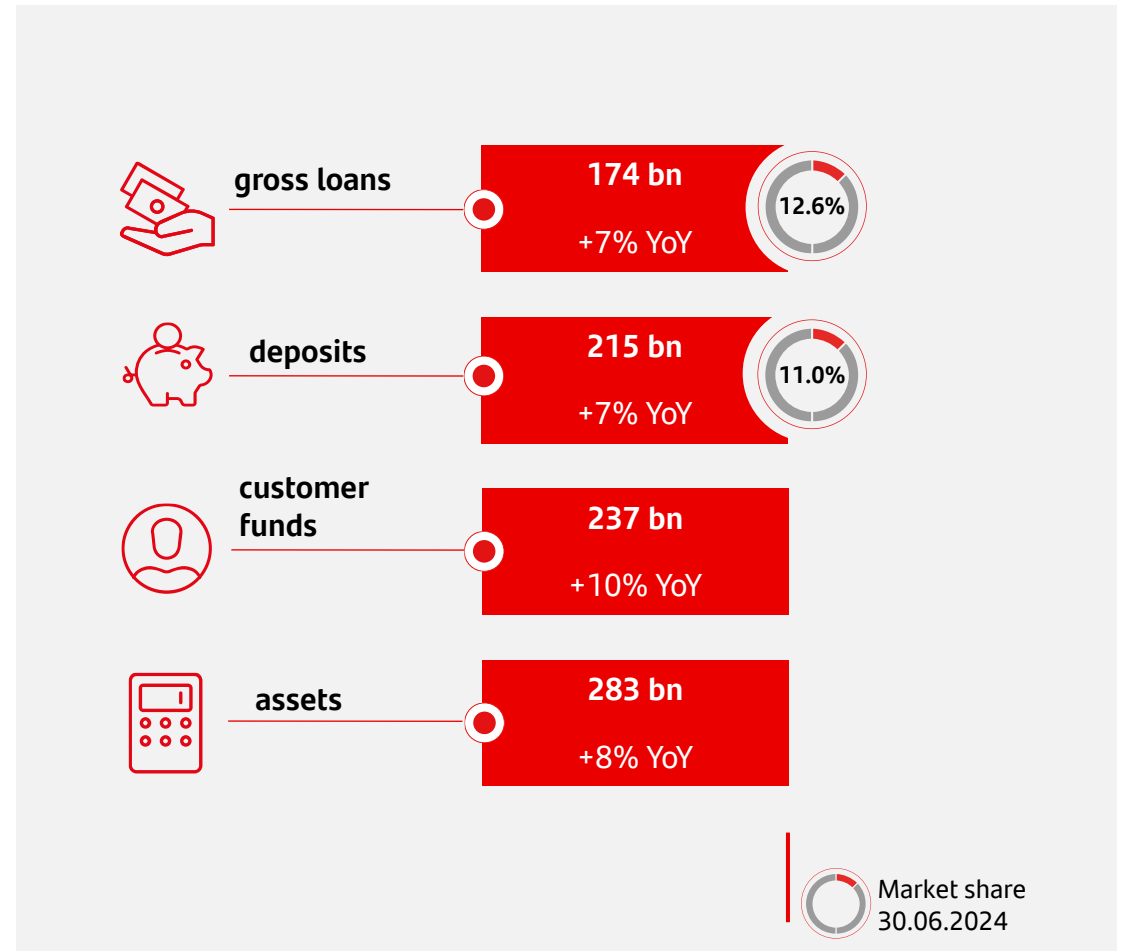 gross loans
174 bn
+7% YoY
12.6%
deposits
215 bn
+7% YoY
11.0%
customer
funds
237 bn
+10% YoY
assets
283 bn
+8% YoY
Market share
30.06.2024